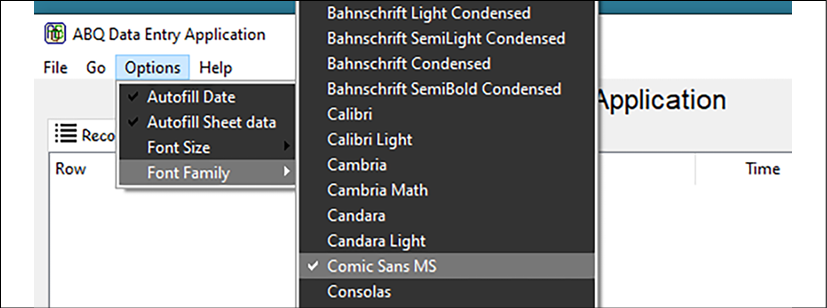 ABQ Data Entry Application
File Go Options Help
Autofill Date
Autofill Sheet data
Font Size
Font Family
Bahnschrift Light Condensed
Bahnschrift SemiLight Condensed
Bahnschrift Condensed
Bahnschrift SemiBold Condensed
Calibri
Calibri Light
Cambria
Cambria Math
Candara
Candara Light
Comic Sans MS
Consolas
Application
Reco
Row
Time